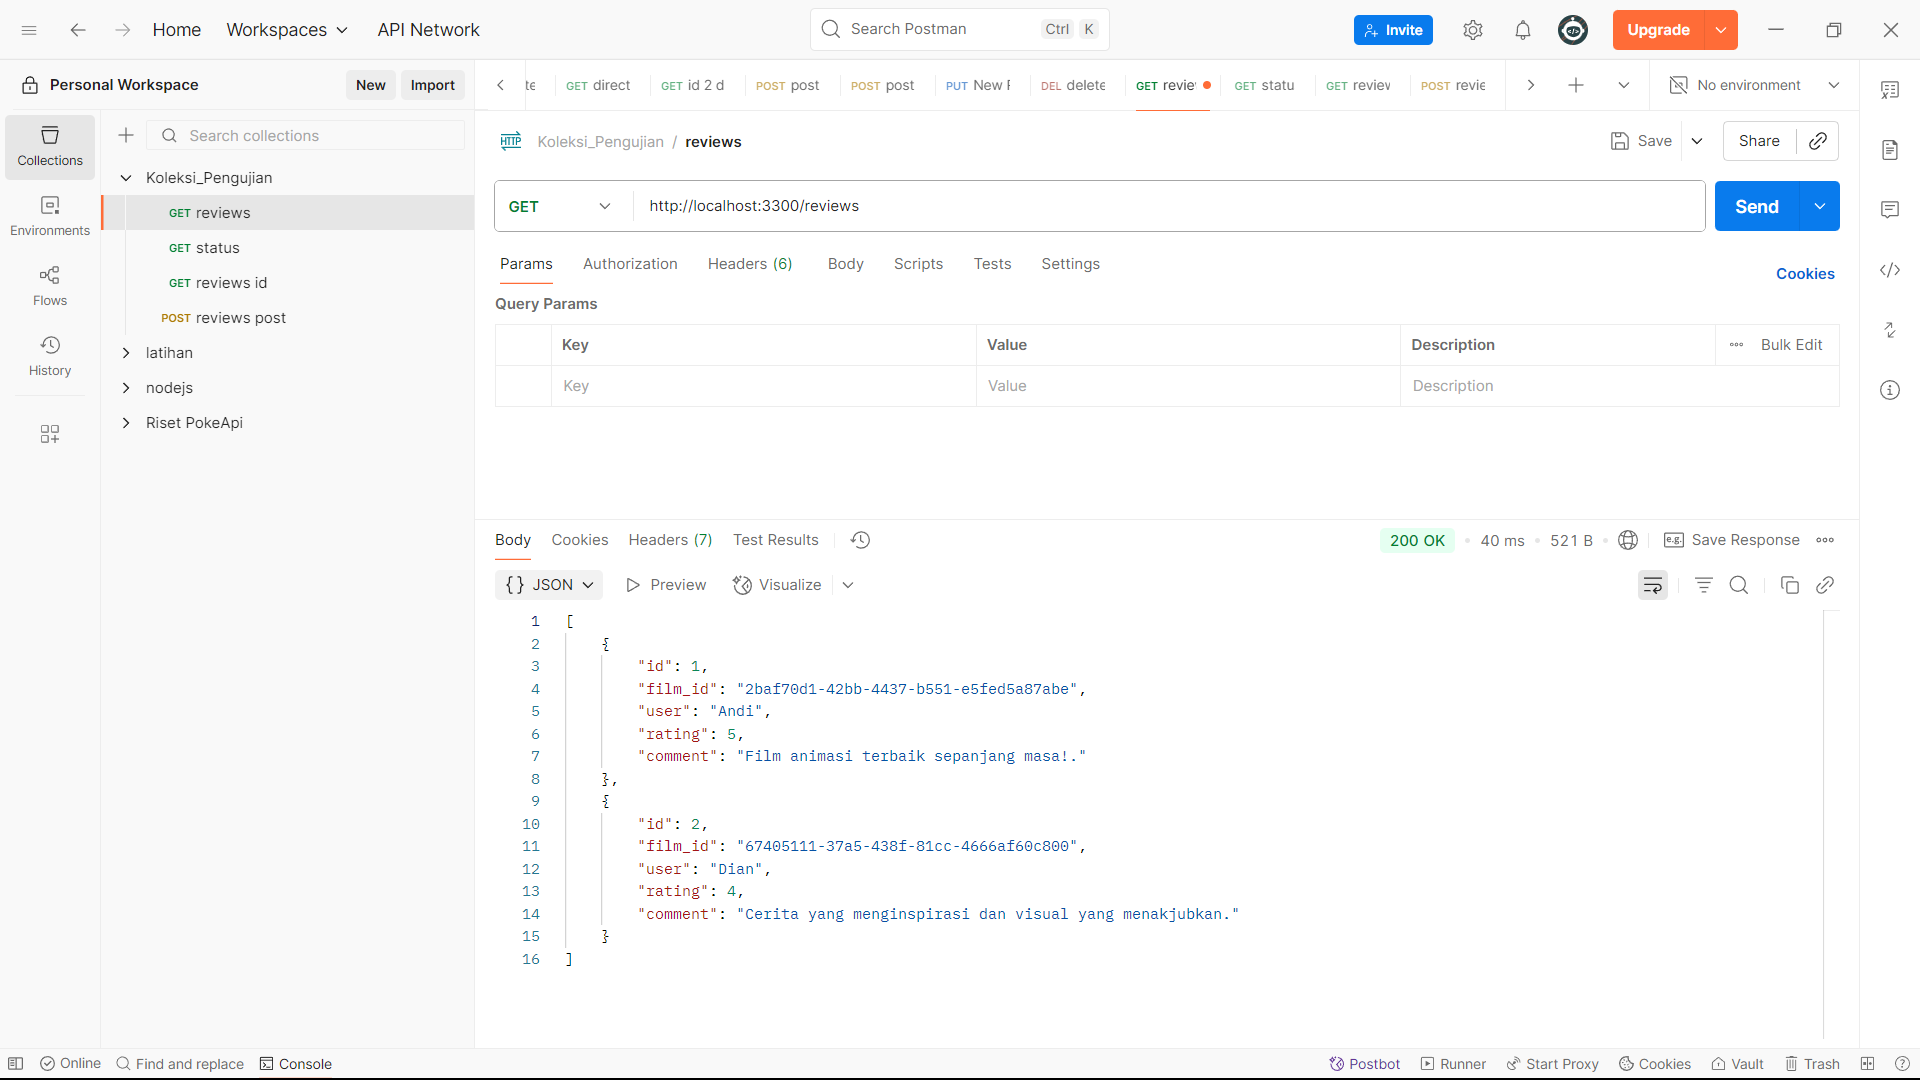 Home Workspaces API Network Search Postman Ctrl K Invite Upgrade
Personal Workspace New Import
GET direct GET id 2 d POST post POST post PUT New DEL delete GET revie GET statu GET review POST revie No environment
Collections
Environments
Flows
History
Search collections
Koleksi_Pengujian
GET reviews
GET status
GET reviews id
POST reviews post
latihan
nodejs
Riset PokeApi
HTTP Koleksi_Pengujian / reviews Save Share
GET http://localhost:3300/reviews Send
Params Authorization Headers (6) Body Scripts Tests Settings Cookies
Query Params
Key Value Description Bulk Edit
Key Value Description
Body Cookies Headers (7) Test Results 200 OK 40 ms 521 B e.g. Save Response
{} JSON Preview Visualize
1 [
2 {
3 "id": 1,
4 "film_id": "2baf70d1-42bb-4437-b551-e5fed5a87abe",
5 "user": "Andi",
6 "rating": 5,
7 "comment": "Film animasi terbaik sepanjang masa!."
8 },
9 {
10 "id": 2,
11 "film_id": "67405111-37a5-438f-81cc-4666af60c800",
12 "user": "Dian",
13 "rating": 4,
14 "comment": "Cerita yang menginspirasi dan visual yang menakjubkan."
15 }
16 ]
Online Find and replace Console Postbot Runner Start Proxy Cookies Vault Trash